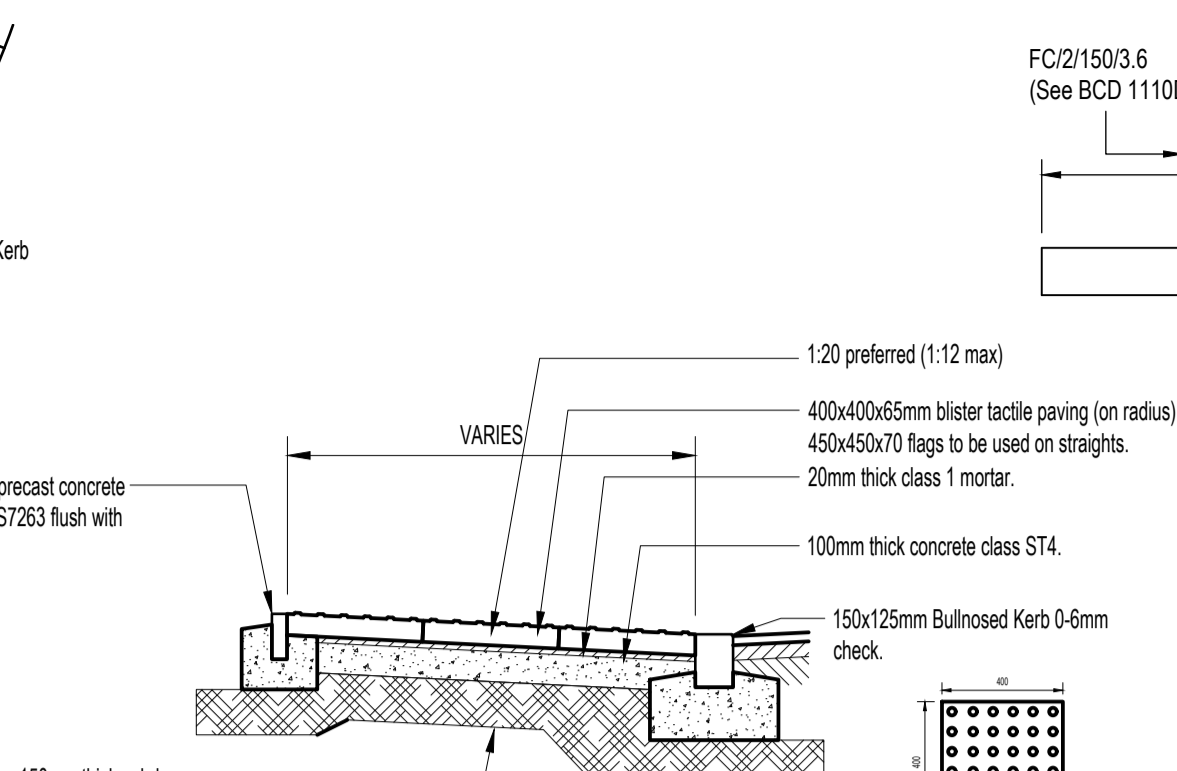 FC/2/150/3.6
(See BCD 1110
Kerb
1:20 preferred (1:12 max)
400x400x65mm blister tactile paving (on radius)
450x450x70 flags to be used on straights.
VARIES
20mm thick class 1 mortar.
precast concrete
S7263 flush with
100mm thick concrete class ST4.
150x125mm Bullnosed Kerb 0-6mm
check.
400
400